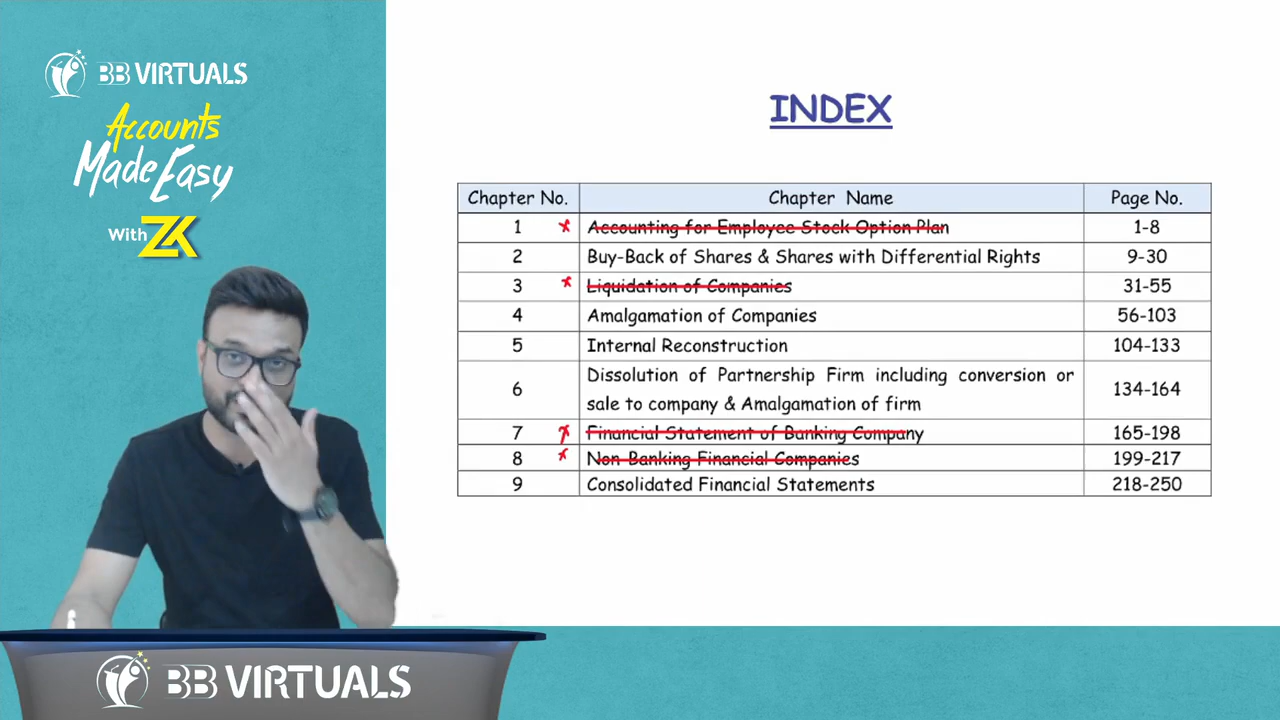 BB VIRTUALS
Accounts
Made Easy
With ZK
INDEX
Chapter No. Chapter Name Page No.
1 Accounting for Employee Stock Option Plan 1-8
2 Buy-Back of Shares & Shares with Differential Rights 9-30
3 Liquidation of Companies 31-55
4 Amalgamation of Companies 56-103
5 Internal Reconstruction 104-133
6 Dissolution of Partnership Firm including conversion or
sale to company & Amalgamation of firm 134-164
7 Financial Statement of Banking Company 165-198
8 Non-Banking Financial Companies 199-217
9 Consolidated Financial Statements 218-250
BB VIRTUALS